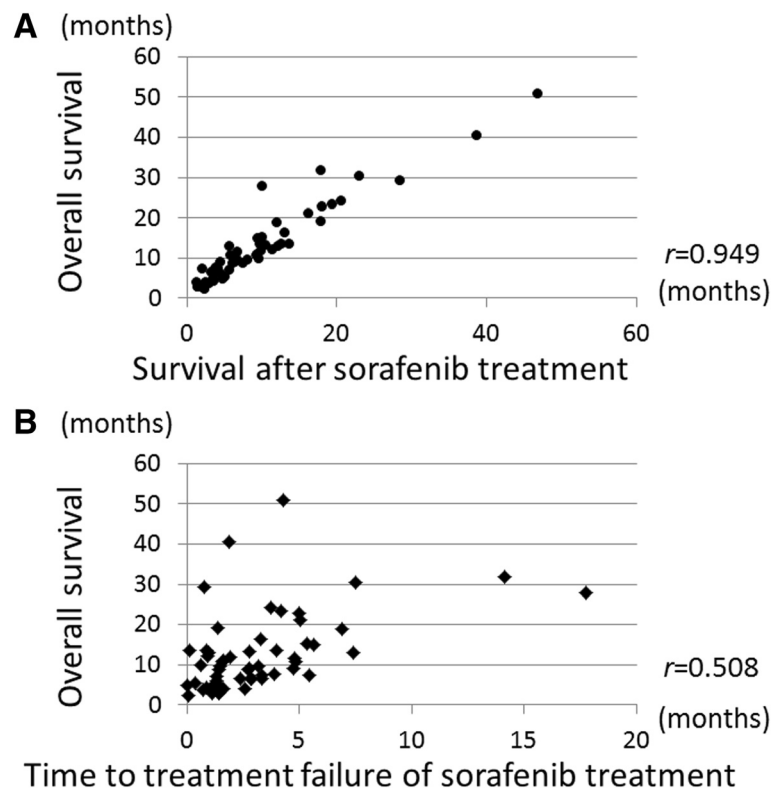 A (months)
60
50
40
30
20
10
0
Overall survival
0 20 40 60
r=0.949
(months)
Survival after sorafenib treatment
B (months)
60
50
40
30
20
10
0
Overall survival
0 5 10 15 20
r=0.508
(months)
Time to treatment failure of sorafenib treatment